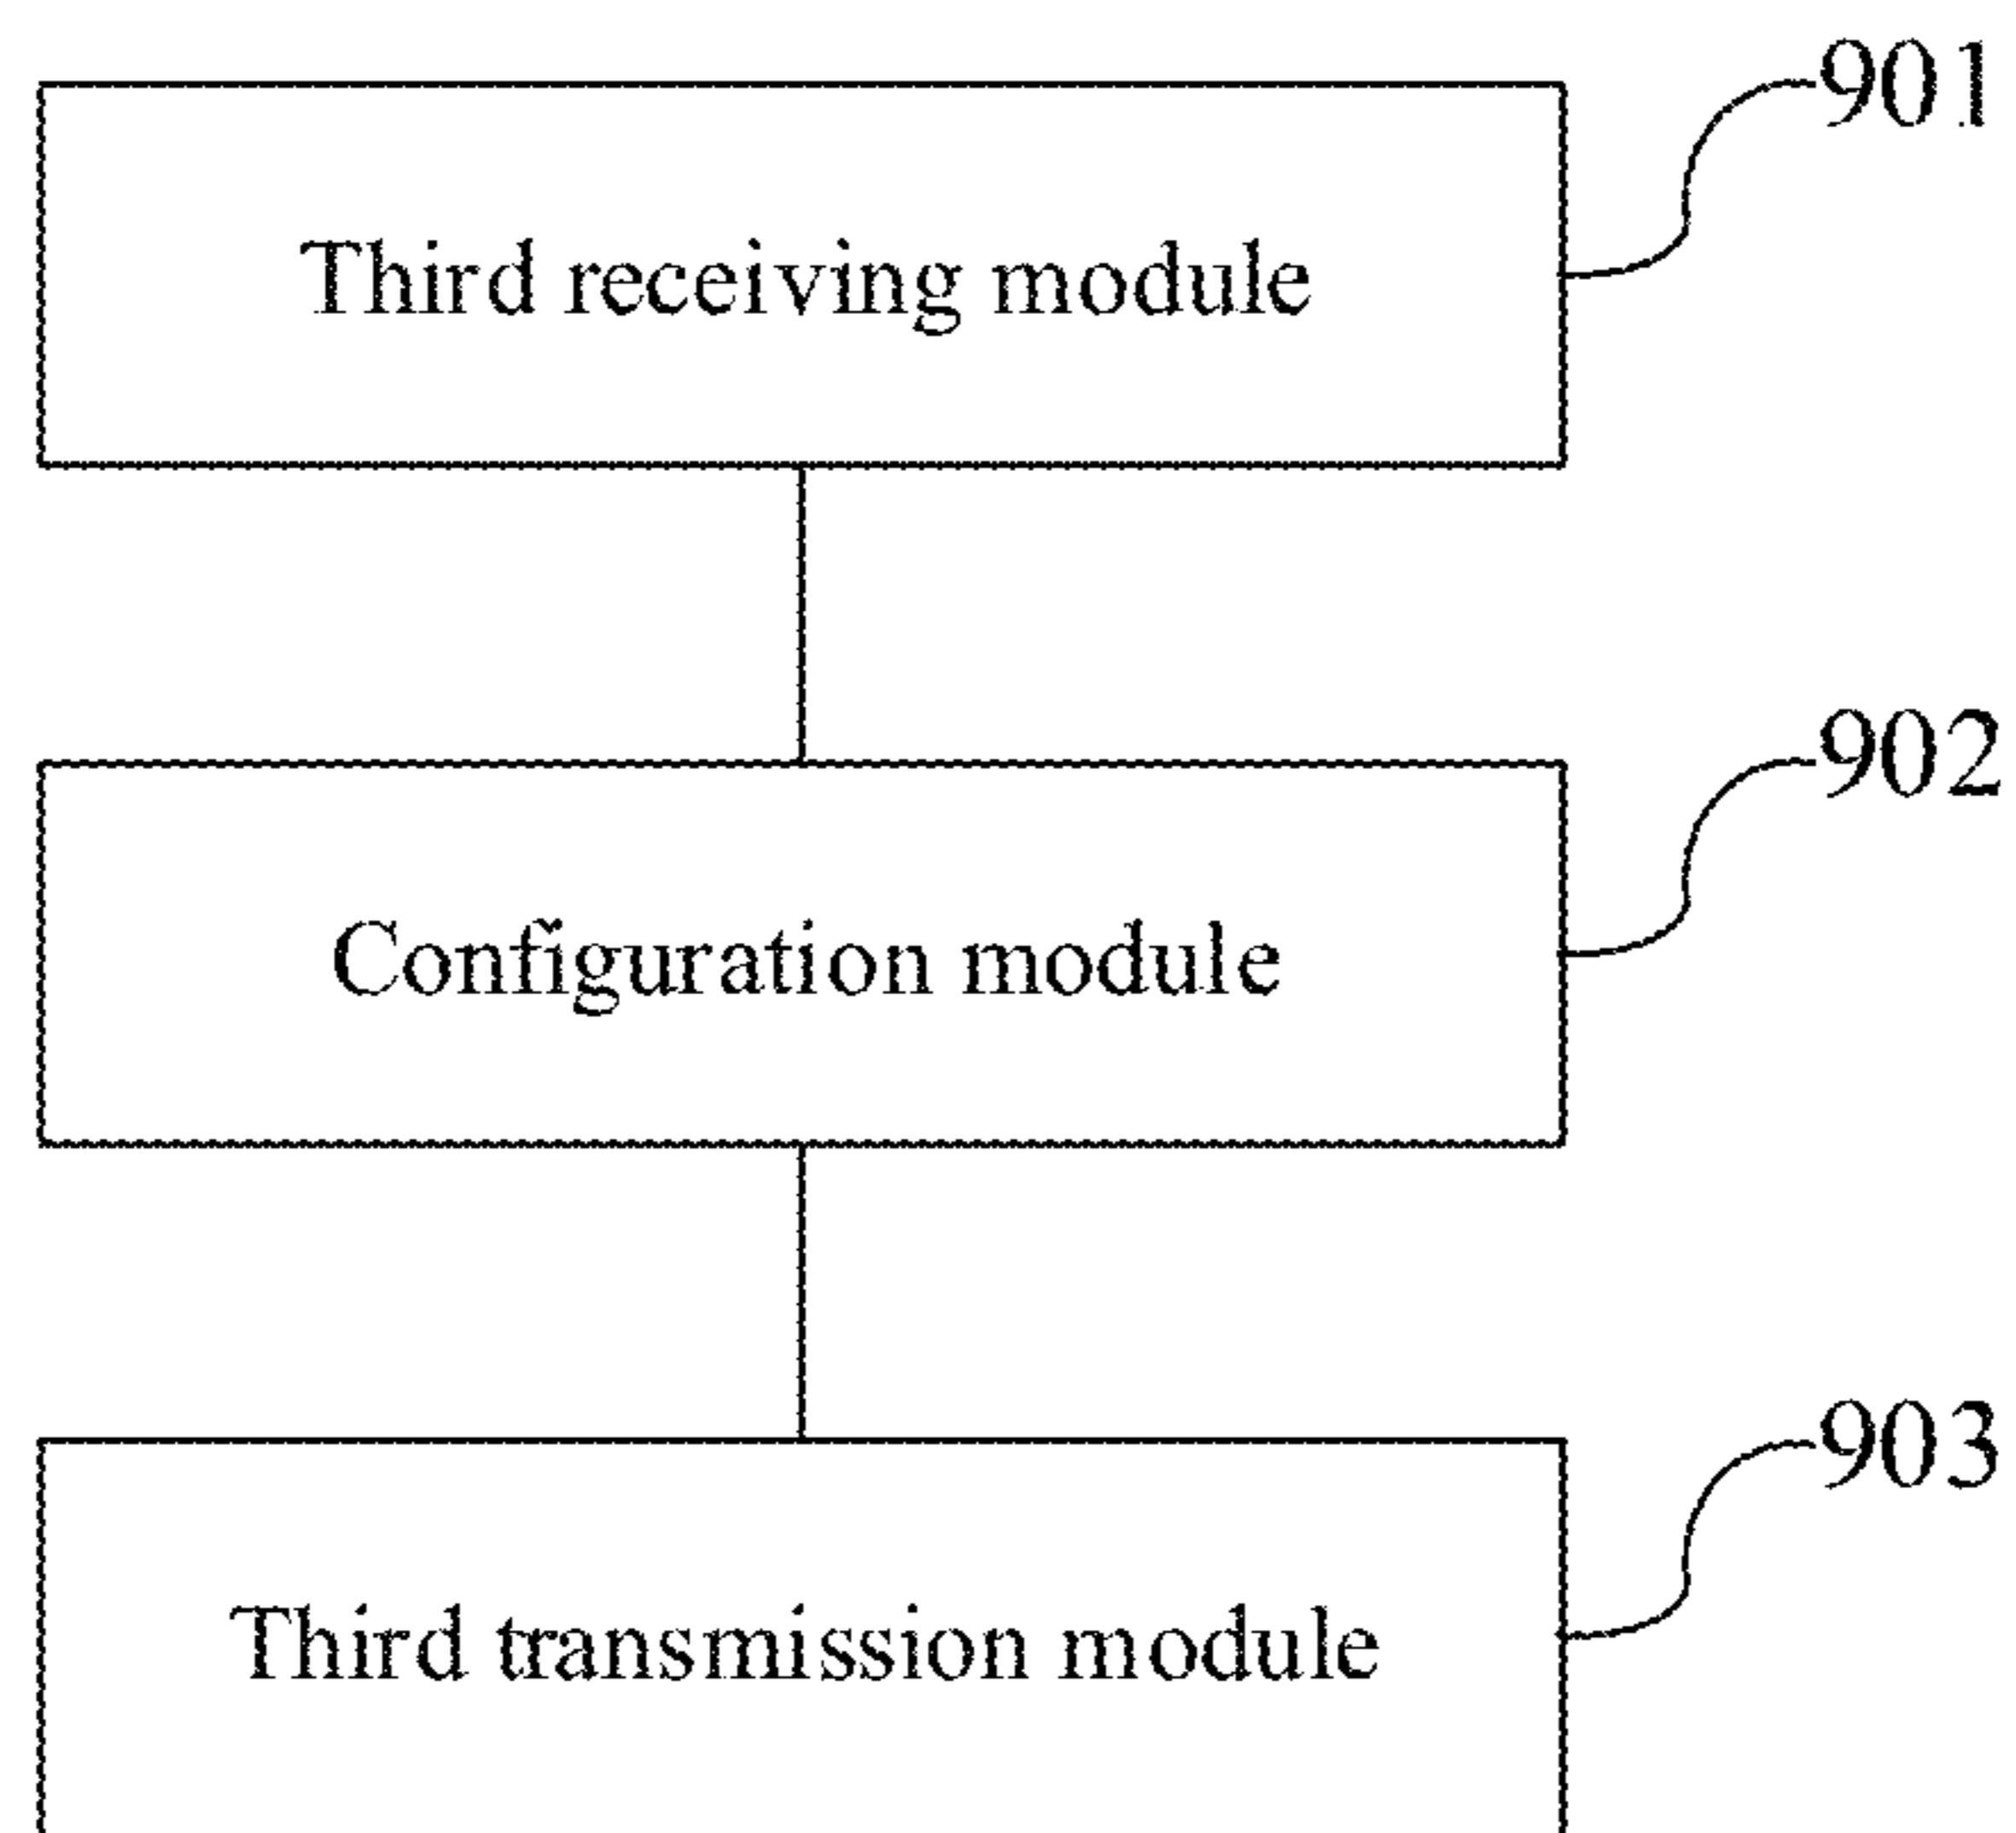 901
Third receiving module
902
Configuration module
903
Third transmission module